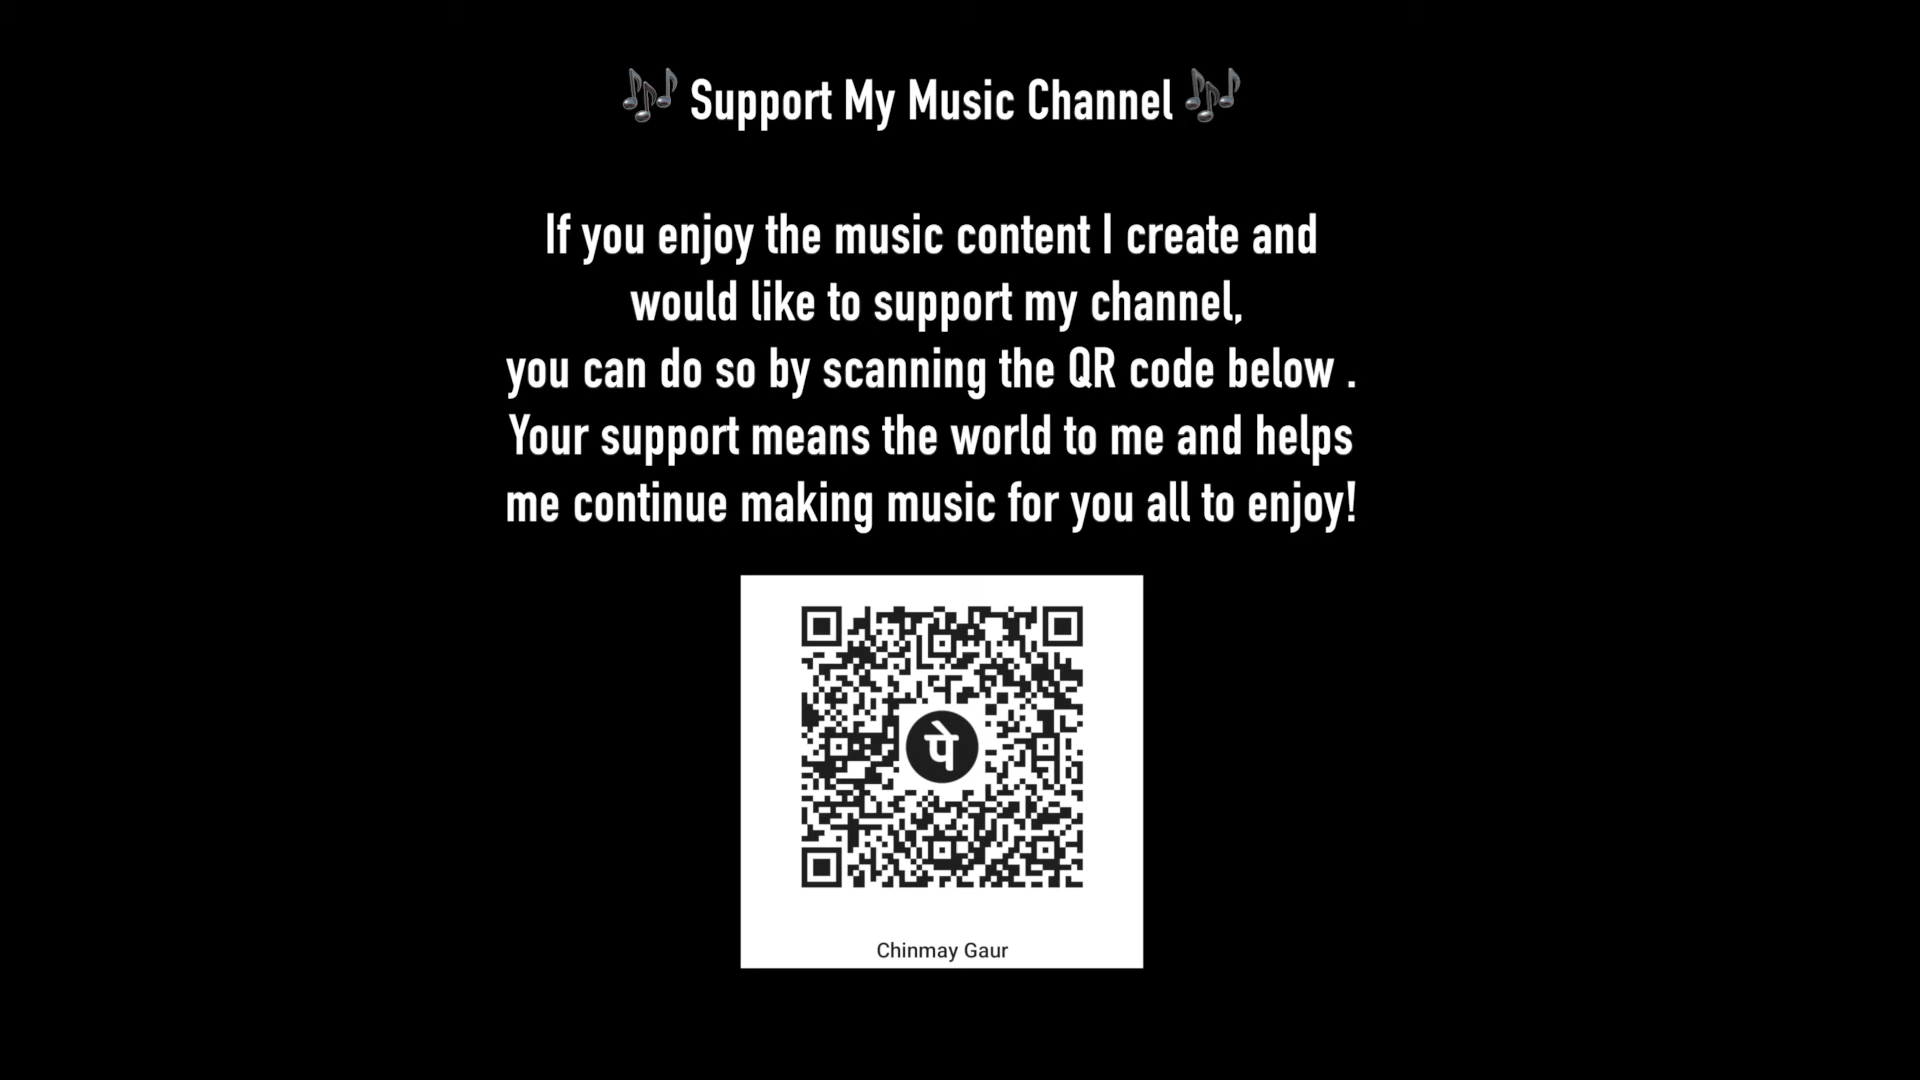 🎶 Support My Music Channel 🎶
If you enjoy the music content I create and
would like to support my channel,
you can do so by scanning the QR code below .
Your support means the world to me and helps
me continue making music for you all to enjoy!
पे
Chinmay Gaur